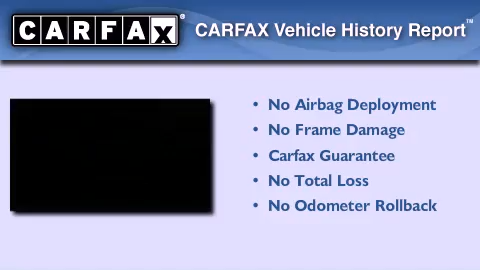 CARFAX® CARFAX Vehicle History Report™
• No Airbag Deployment
• No Frame Damage
• Carfax Guarantee
• No Total Loss
• No Odometer Rollback